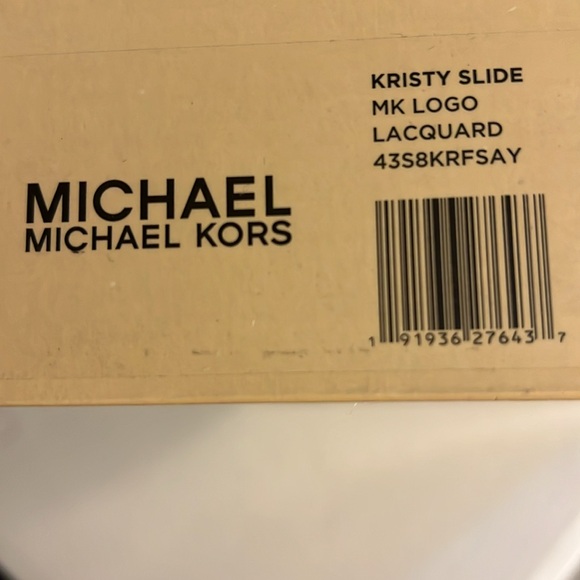 MICHAEL
MICHAEL KORS
KRISTY SLIDE
MK LOGO
LACQUARD
43S8KRFSAY
1 91936 27643 7